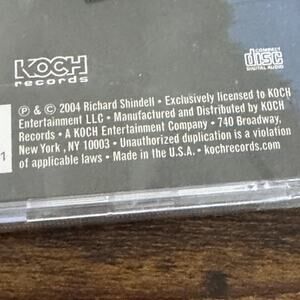 KOCH
records
COMPACT
disc
DIGITAL AUDIO
℗ & © 2004 Richard Shindell • Exclusively licensed to KOCH
Entertainment LLC • Manufactured and Distributed by KOCH
Records • A KOCH Entertainment Company • 740 Broadway,
New York , NY 10003 • Unauthorized duplication is a violation
of applicable laws • Made in the U.S.A. • kochrecords.com
1